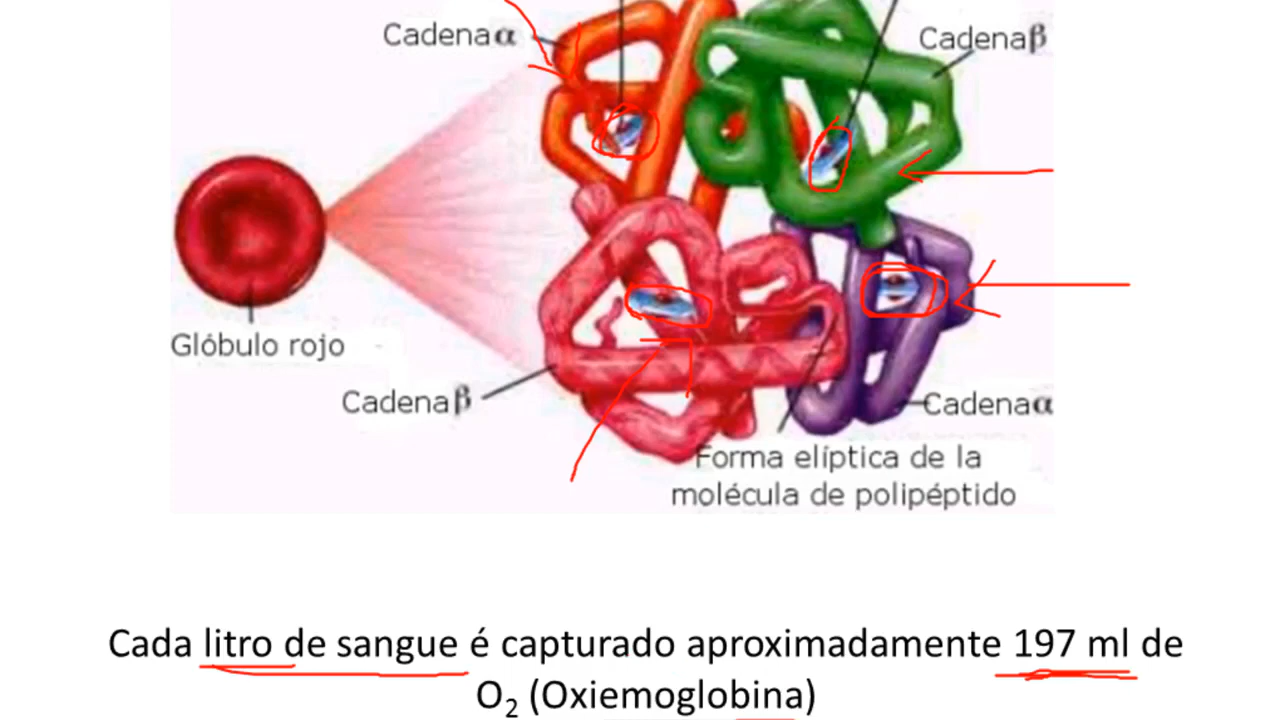 Cadena α
Cadena β
Glóbulo rojo
Cadena β
Cadena α
Forma elíptica de la
molécula de polipéptido
Cada litro de sangue é capturado aproximadamente 197 ml de
O₂ (Oxiemoglobina)